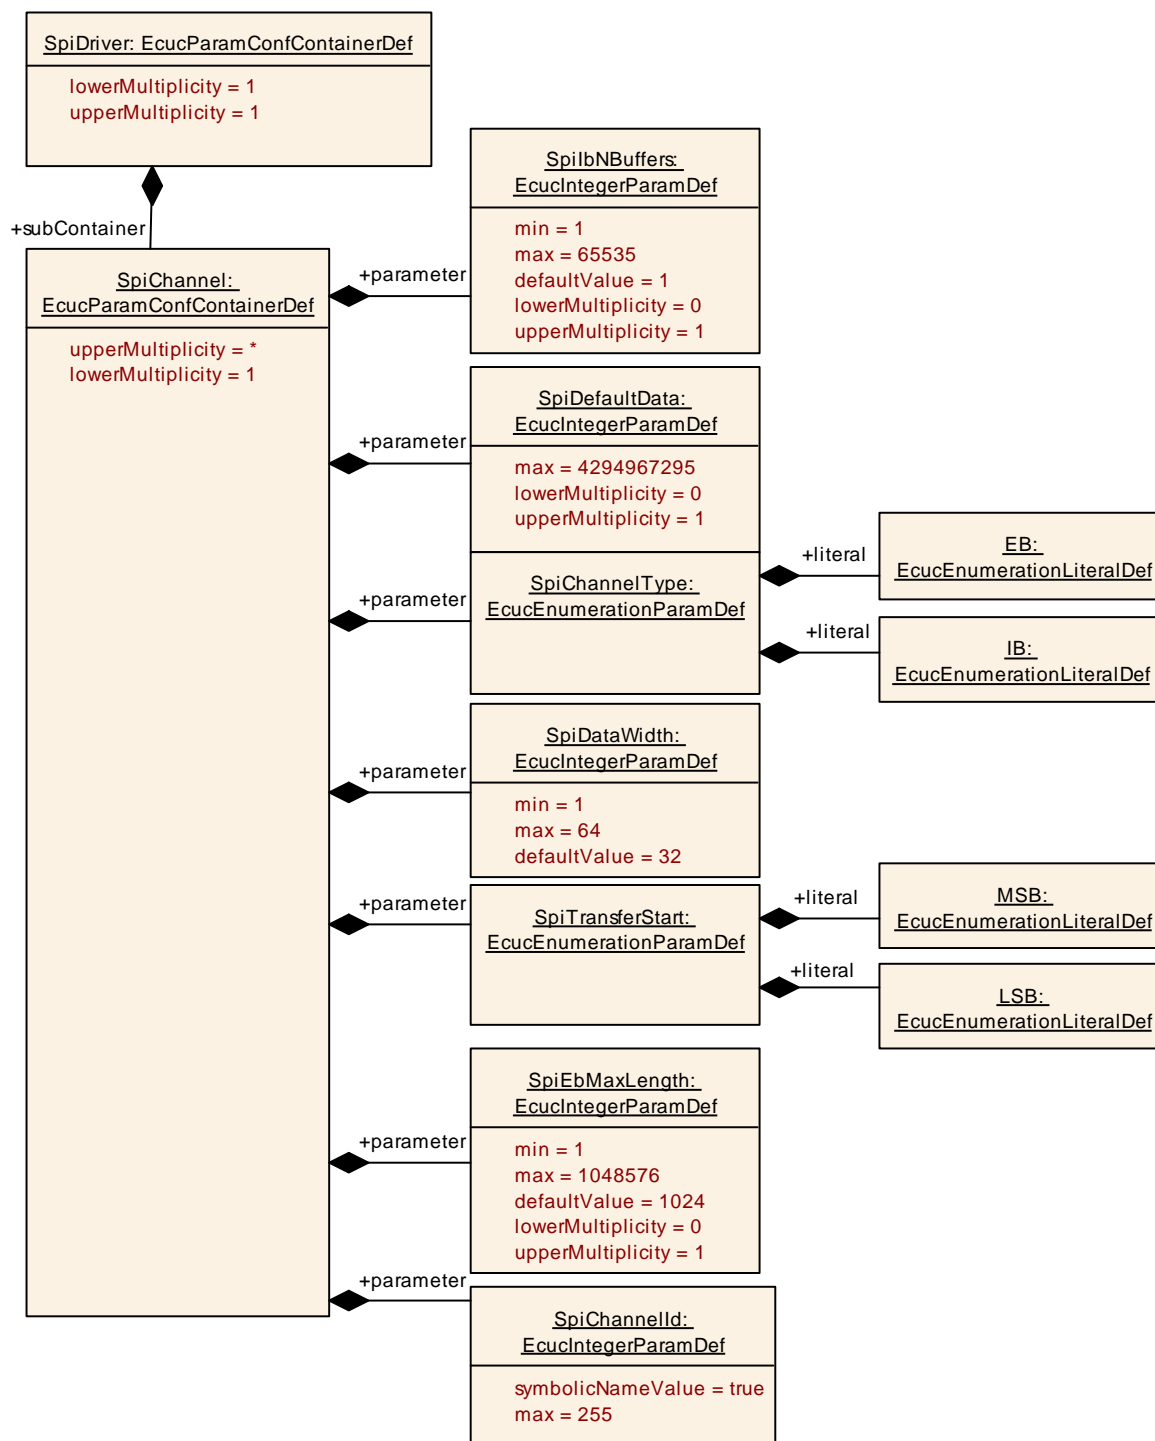 SpiDriver: EcucParamConfContainerDef
lowerMultiplicity = 1
upperMultiplicity = 1
+subContainer
SpiChannel:
EcucParamConfContainerDef
upperMultiplicity = *
lowerMultiplicity = 1
+parameter
SpiIbNBuffers:
EcucIntegerParamDef
min = 1
max = 65535
defaultValue = 1
lowerMultiplicity = 0
upperMultiplicity = 1
+parameter
SpiDefaultData:
EcucIntegerParamDef
max = 4294967295
lowerMultiplicity = 0
upperMultiplicity = 1
+parameter
SpiChannelType:
EcucEnumerationParamDef
+literal
EB:
EcucEnumerationLiteralDef
+literal
IB:
EcucEnumerationLiteralDef
+parameter
SpiDataWidth:
EcucIntegerParamDef
min = 1
max = 64
defaultValue = 32
+parameter
SpiTransferStart:
EcucEnumerationParamDef
+literal
MSB:
EcucEnumerationLiteralDef
+literal
LSB:
EcucEnumerationLiteralDef
+parameter
SpiEbMaxLength:
EcucIntegerParamDef
min = 1
max = 1048576
defaultValue = 1024
lowerMultiplicity = 0
upperMultiplicity = 1
+parameter
SpiChannelId:
EcucIntegerParamDef
symbolicNameValue = true
max = 255